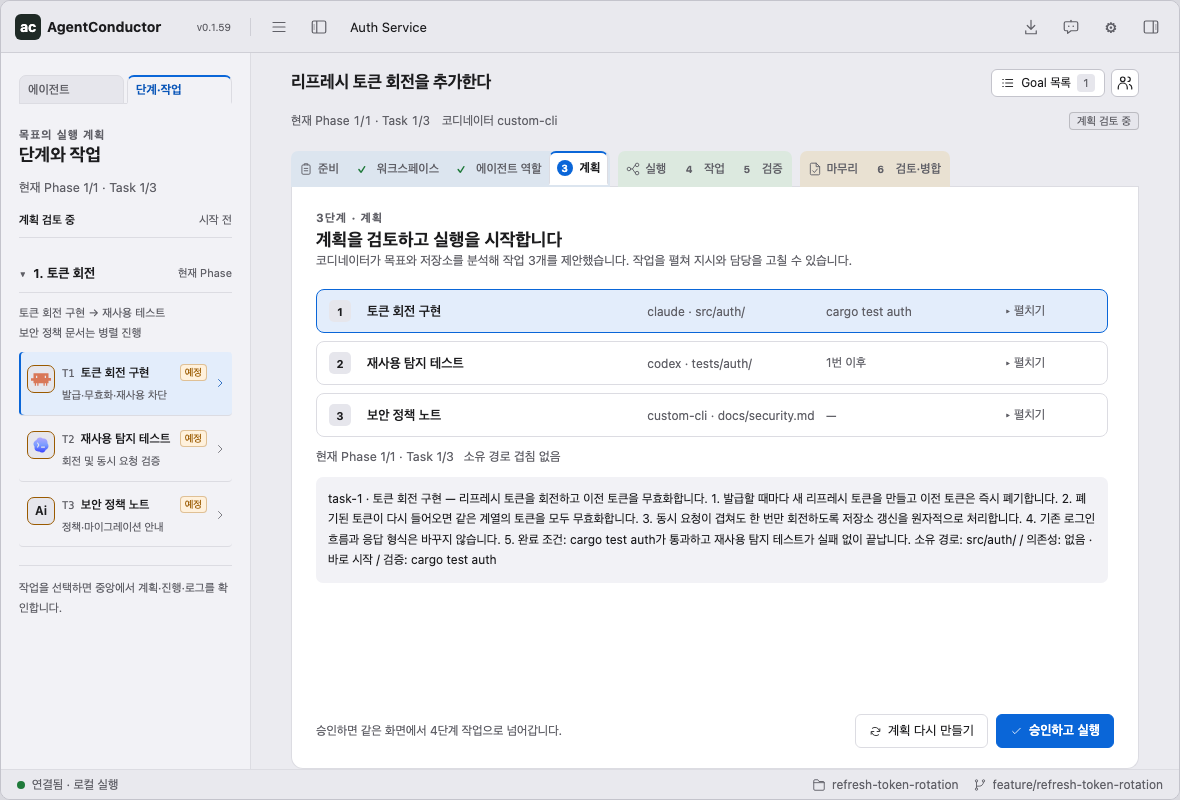 ac AgentConductor v0.1.59 Auth Service
에이전트 단계·작업
목표의 실행 계획
단계와 작업
현재 Phase 1/1 · Task 1/3
계획 검토 중 시작 전
▾ 1. 토큰 회전 현재 Phase
토큰 회전 구현 → 재사용 테스트
보안 정책 문서는 병렬 진행
T1 토큰 회전 구현 예정
발급·무효화·재사용 차단
T2 재사용 탐지 테스트 예정
회전 및 동시 요청 검증
Ai T3 보안 정책 노트 예정
정책·마이그레이션 안내
작업을 선택하면 중앙에서 계획·진행·로그를 확
인합니다.
리프레시 토큰 회전을 추가한다
Goal 목록 1
현재 Phase 1/1 · Task 1/3 코디네이터 custom-cli
계획 검토 중
준비 ✓ 워크스페이스 ✓ 에이전트 역할 3 계획 실행 4 작업 5 검증 마무리 6 검토·병합
3단계 · 계획
계획을 검토하고 실행을 시작합니다
코디네이터가 목표와 저장소를 분석해 작업 3개를 제안했습니다. 작업을 펼쳐 지시와 담당을 고칠 수 있습니다.
1 토큰 회전 구현 claude · src/auth/ cargo test auth ▸ 펼치기
2 재사용 탐지 테스트 codex · tests/auth/ 1번 이후 ▸ 펼치기
3 보안 정책 노트 custom-cli · docs/security.md — ▸ 펼치기
현재 Phase 1/1 · Task 1/3 소유 경로 겹침 없음
task-1 · 토큰 회전 구현 — 리프레시 토큰을 회전하고 이전 토큰을 무효화합니다. 1. 발급할 때마다 새 리프레시 토큰을 만들고 이전 토큰은 즉시 폐기합니다. 2. 폐
기된 토큰이 다시 들어오면 같은 계열의 토큰을 모두 무효화합니다. 3. 동시 요청이 겹쳐도 한 번만 회전하도록 저장소 갱신을 원자적으로 처리합니다. 4. 기존 로그인
흐름과 응답 형식은 바꾸지 않습니다. 5. 완료 조건: cargo test auth가 통과하고 재사용 탐지 테스트가 실패 없이 끝납니다. 소유 경로: src/auth/ / 의존성: 없음 ·
바로 시작 / 검증: cargo test auth
승인하면 같은 화면에서 4단계 작업으로 넘어갑니다.
계획 다시 만들기
✓ 승인하고 실행
연결됨 · 로컬 실행
refresh-token-rotation
feature/refresh-token-rotation